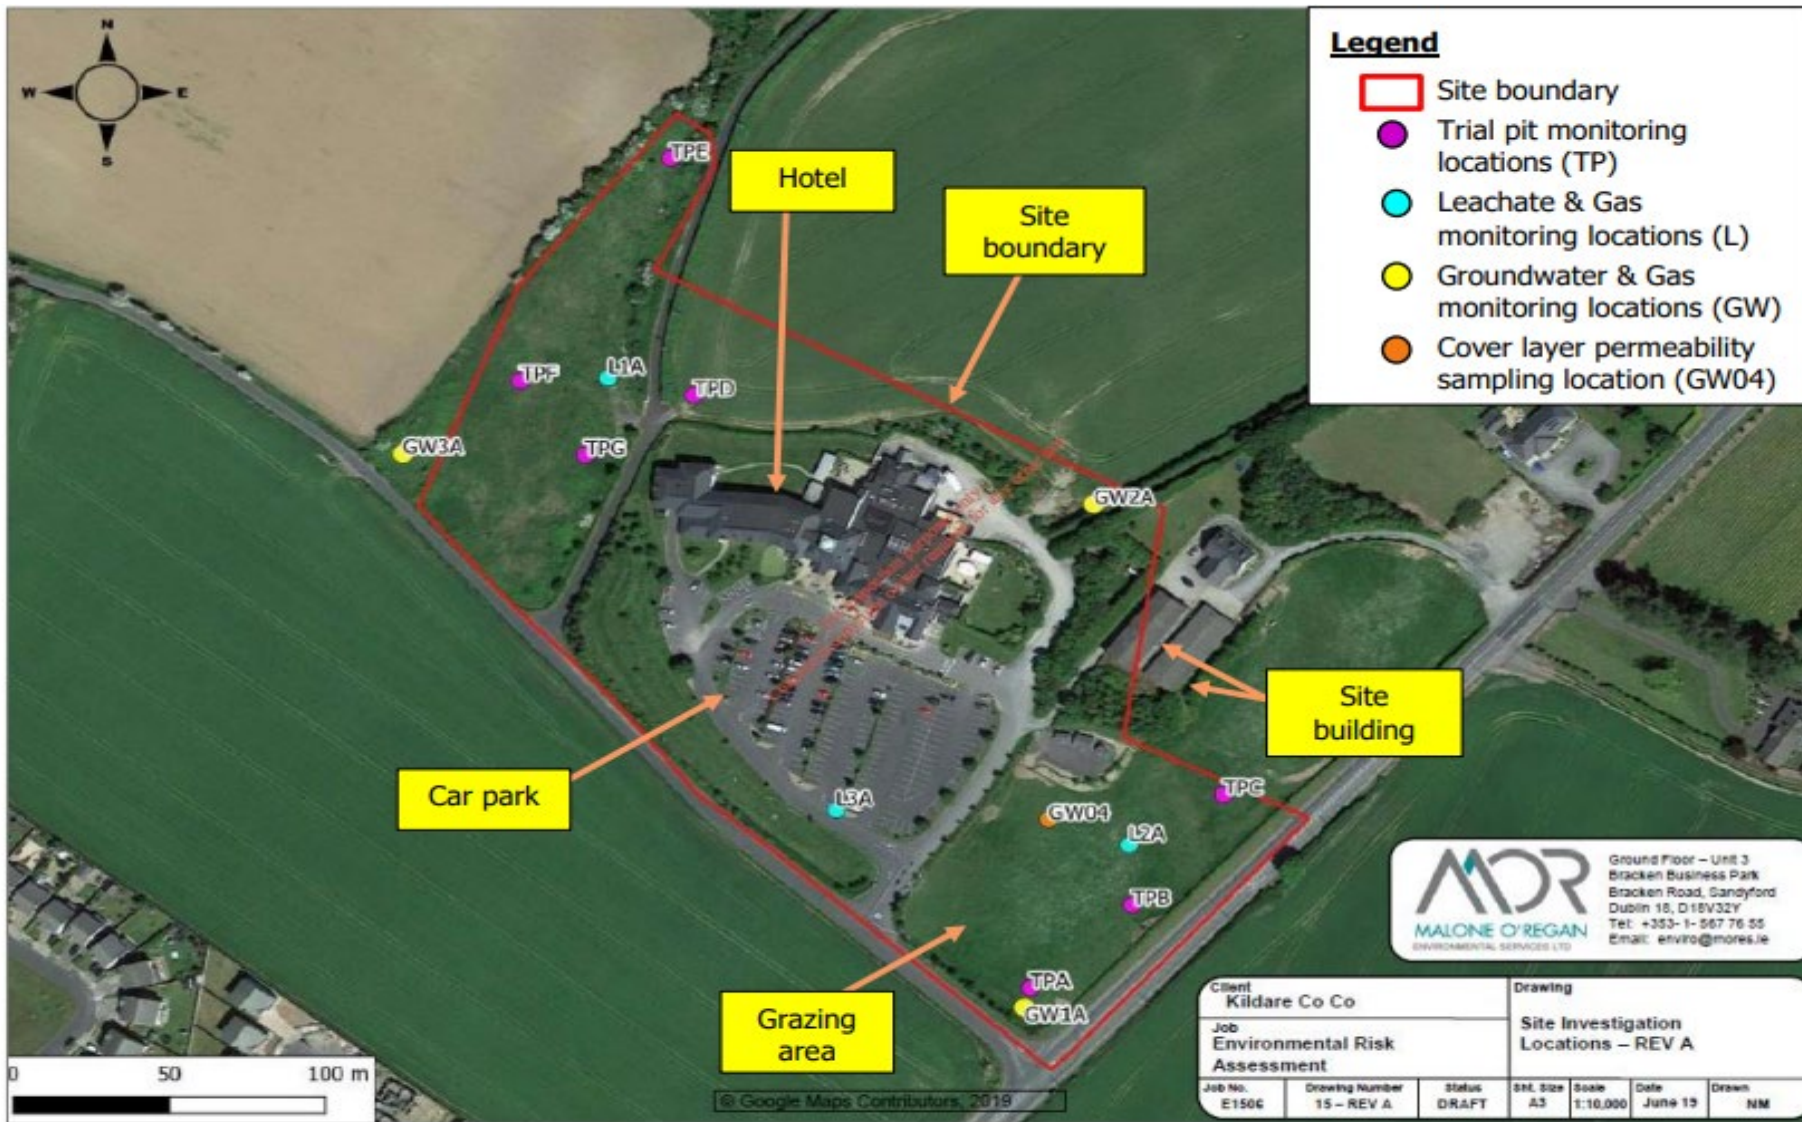 N
W
E
S
Legend
Site boundary
Trial pit monitoring
locations (TP)
Leachate & Gas
monitoring locations (L)
Groundwater & Gas
monitoring locations (GW)
Cover layer permeability
sampling location (GW04)
TPE
Hotel
Site
boundary
TPF
L1A
TPD
GW3A
TPG
GW2A
Site
building
Car park
L3A
TPC
GW04
L2A
TPB
Grazing
area
TPA
GW1A
MOR
MALONE O'REGAN
ENVIRONMENTAL SERVICES LTD
Ground Floor – Unit 3
Bracken Business Park
Bracken Road, Sandyford
Dublin 18, D18V32Y
Tel: +353- 1- 567 76 55
Email: enviro@mores.ie
Client
Kildare Co Co
Job
Environmental Risk
Assessment
Drawing
Site Investigation
Locations – REV A
Job No.
E1506
Drawing Number
15 – REV A
Status
DRAFT
Sht. Size
A3
Scale
1:10,000
Date
June 19
Drawn
NM
0 50 100 m
© Google Maps Contributors, 2019